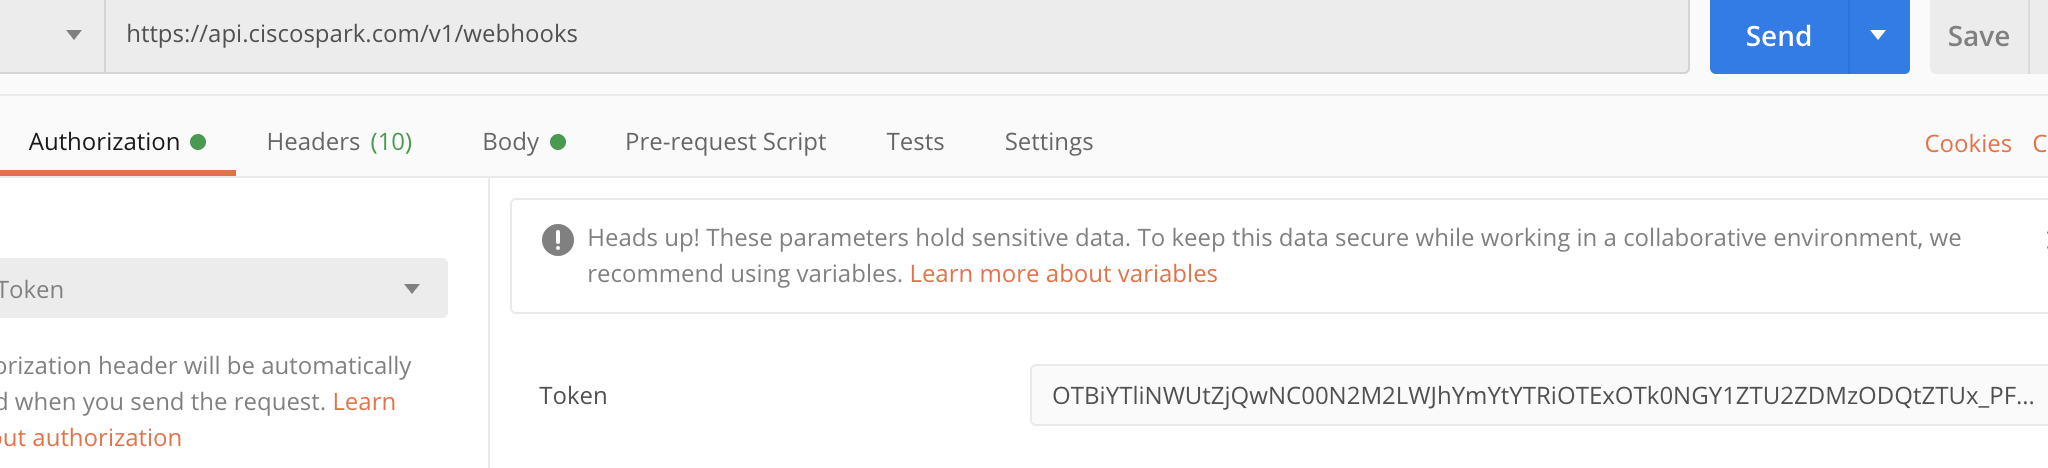 https://api.ciscospark.com/v1/webhooks
Send
Save
Authorization
Headers (10)
Body
Pre-request Script
Tests
Settings
Cookies
C
Heads up! These parameters hold sensitive data. To keep this data secure while working in a collaborative environment, we
recommend using variables. Learn more about variables
Token
orization header will be automatically
d when you send the request. Learn
out authorization
Token
OTBiYTliNWUtZjQwNC00N2M2LWJhYmYtYTRiOTExOTk0NGY1ZTU2ZDMzODQtZTUx_PF...